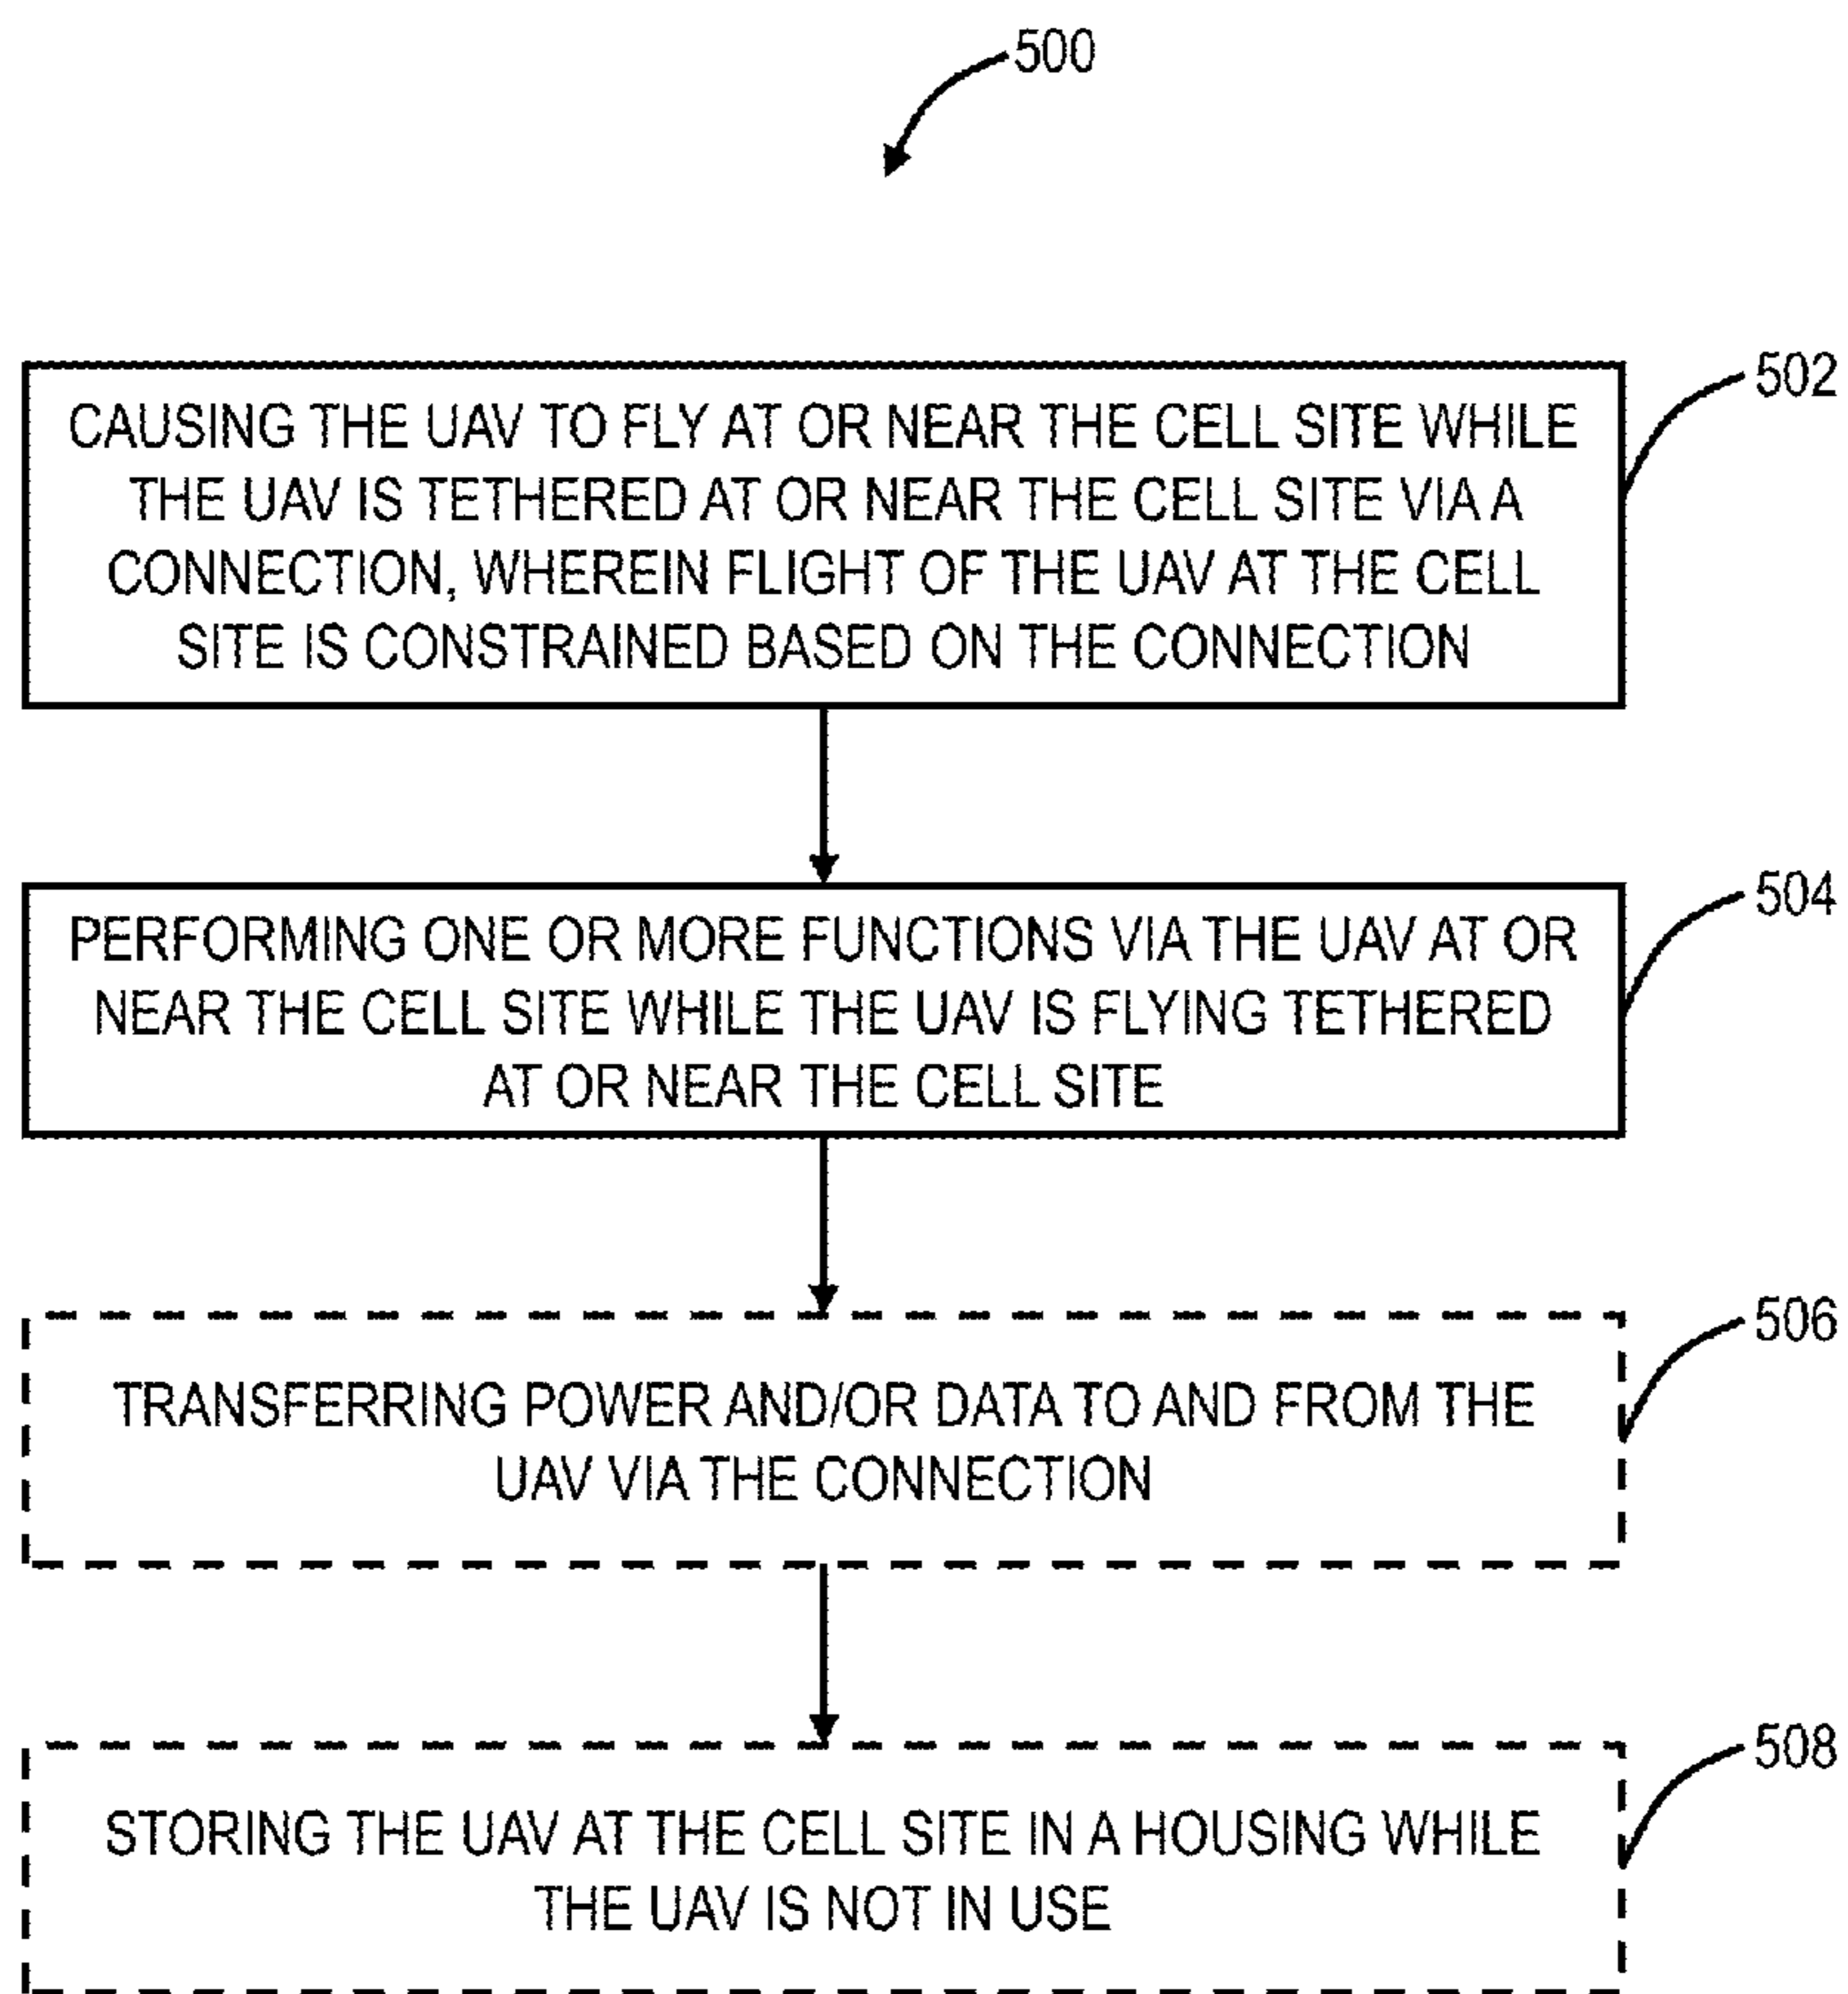 500
502
CAUSING THE UAV TO FLY AT OR NEAR THE CELL SITE WHILE
THE UAV IS TETHERED AT OR NEAR THE CELL SITE VIA A
CONNECTION, WHEREIN FLIGHT OF THE UAV AT THE CELL
SITE IS CONSTRAINED BASED ON THE CONNECTION
504
PERFORMING ONE OR MORE FUNCTIONS VIA THE UAV AT OR
NEAR THE CELL SITE WHILE THE UAV IS FLYING TETHERED
AT OR NEAR THE CELL SITE
506
TRANSFERRING POWER AND/OR DATA TO AND FROM THE
UAV VIA THE CONNECTION
508
STORING THE UAV AT THE CELL SITE IN A HOUSING WHILE
THE UAV IS NOT IN USE